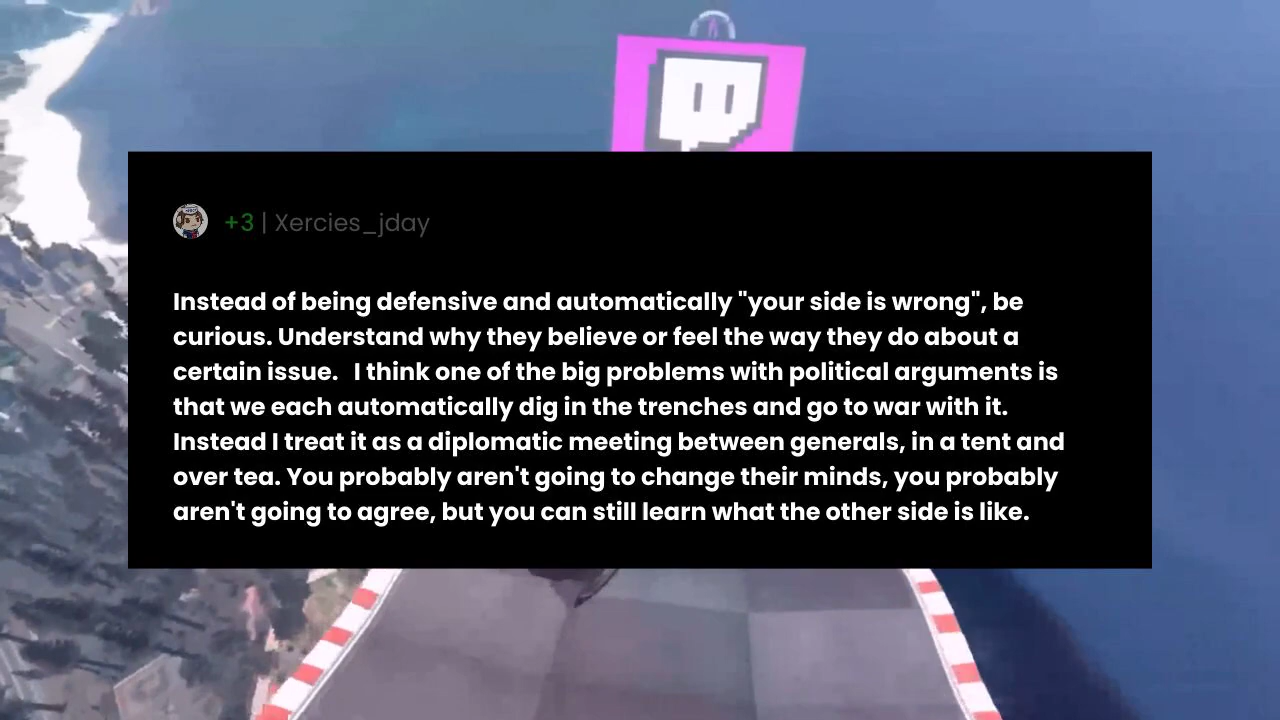 +3 | Xercies_jday
Instead of being defensive and automatically "your side is wrong", be
curious. Understand why they believe or feel the way they do about a
certain issue.   I think one of the big problems with political arguments is
that we each automatically dig in the trenches and go to war with it.
Instead I treat it as a diplomatic meeting between generals, in a tent and
over tea. You probably aren't going to change their minds, you probably
aren't going to agree, but you can still learn what the other side is like.